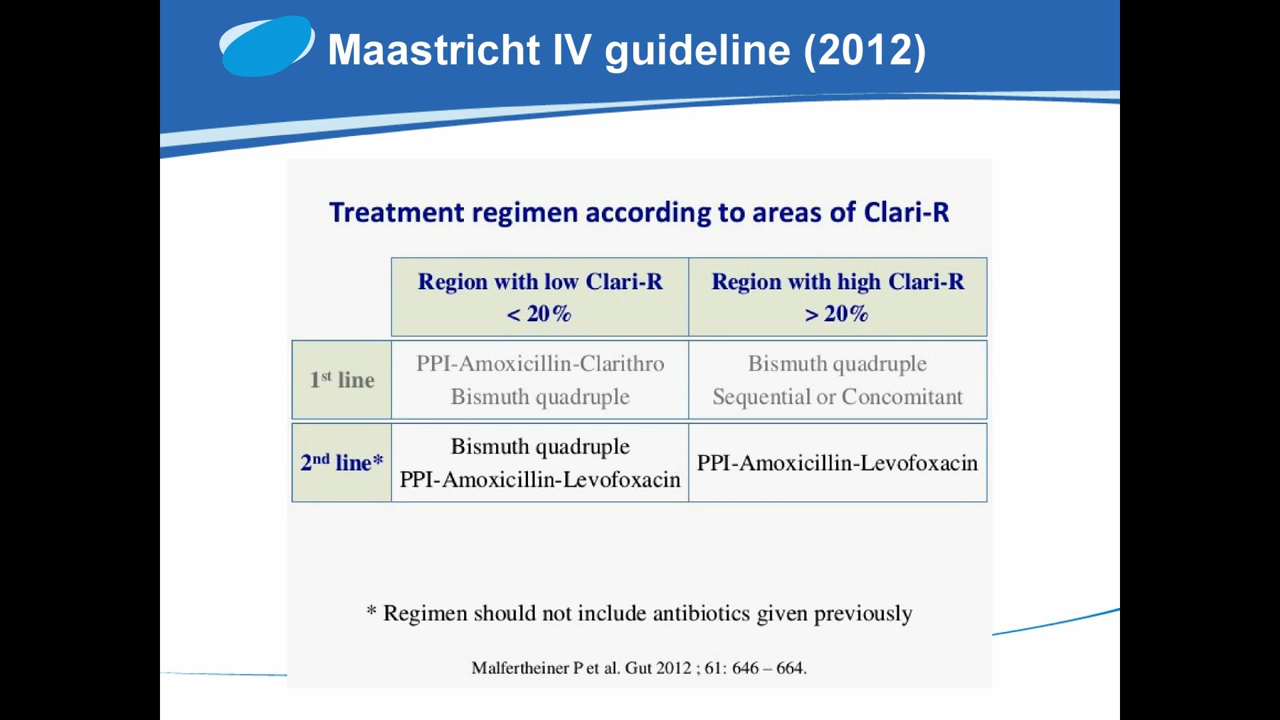 Maastricht IV guideline (2012)
Treatment regimen according to areas of Clari-R
Region with low Clari-R
< 20%
Region with high Clari-R
> 20%
1st line
PPI-Amoxicillin-Clarithro
Bismuth quadruple
Bismuth quadruple
Sequential or Concomitant
2nd line*
Bismuth quadruple
PPI-Amoxicillin-Levofoxacin
PPI-Amoxicillin-Levofoxacin
* Regimen should not include antibiotics given previously
Malfertheiner P et al. Gut 2012 ; 61: 646 – 664.